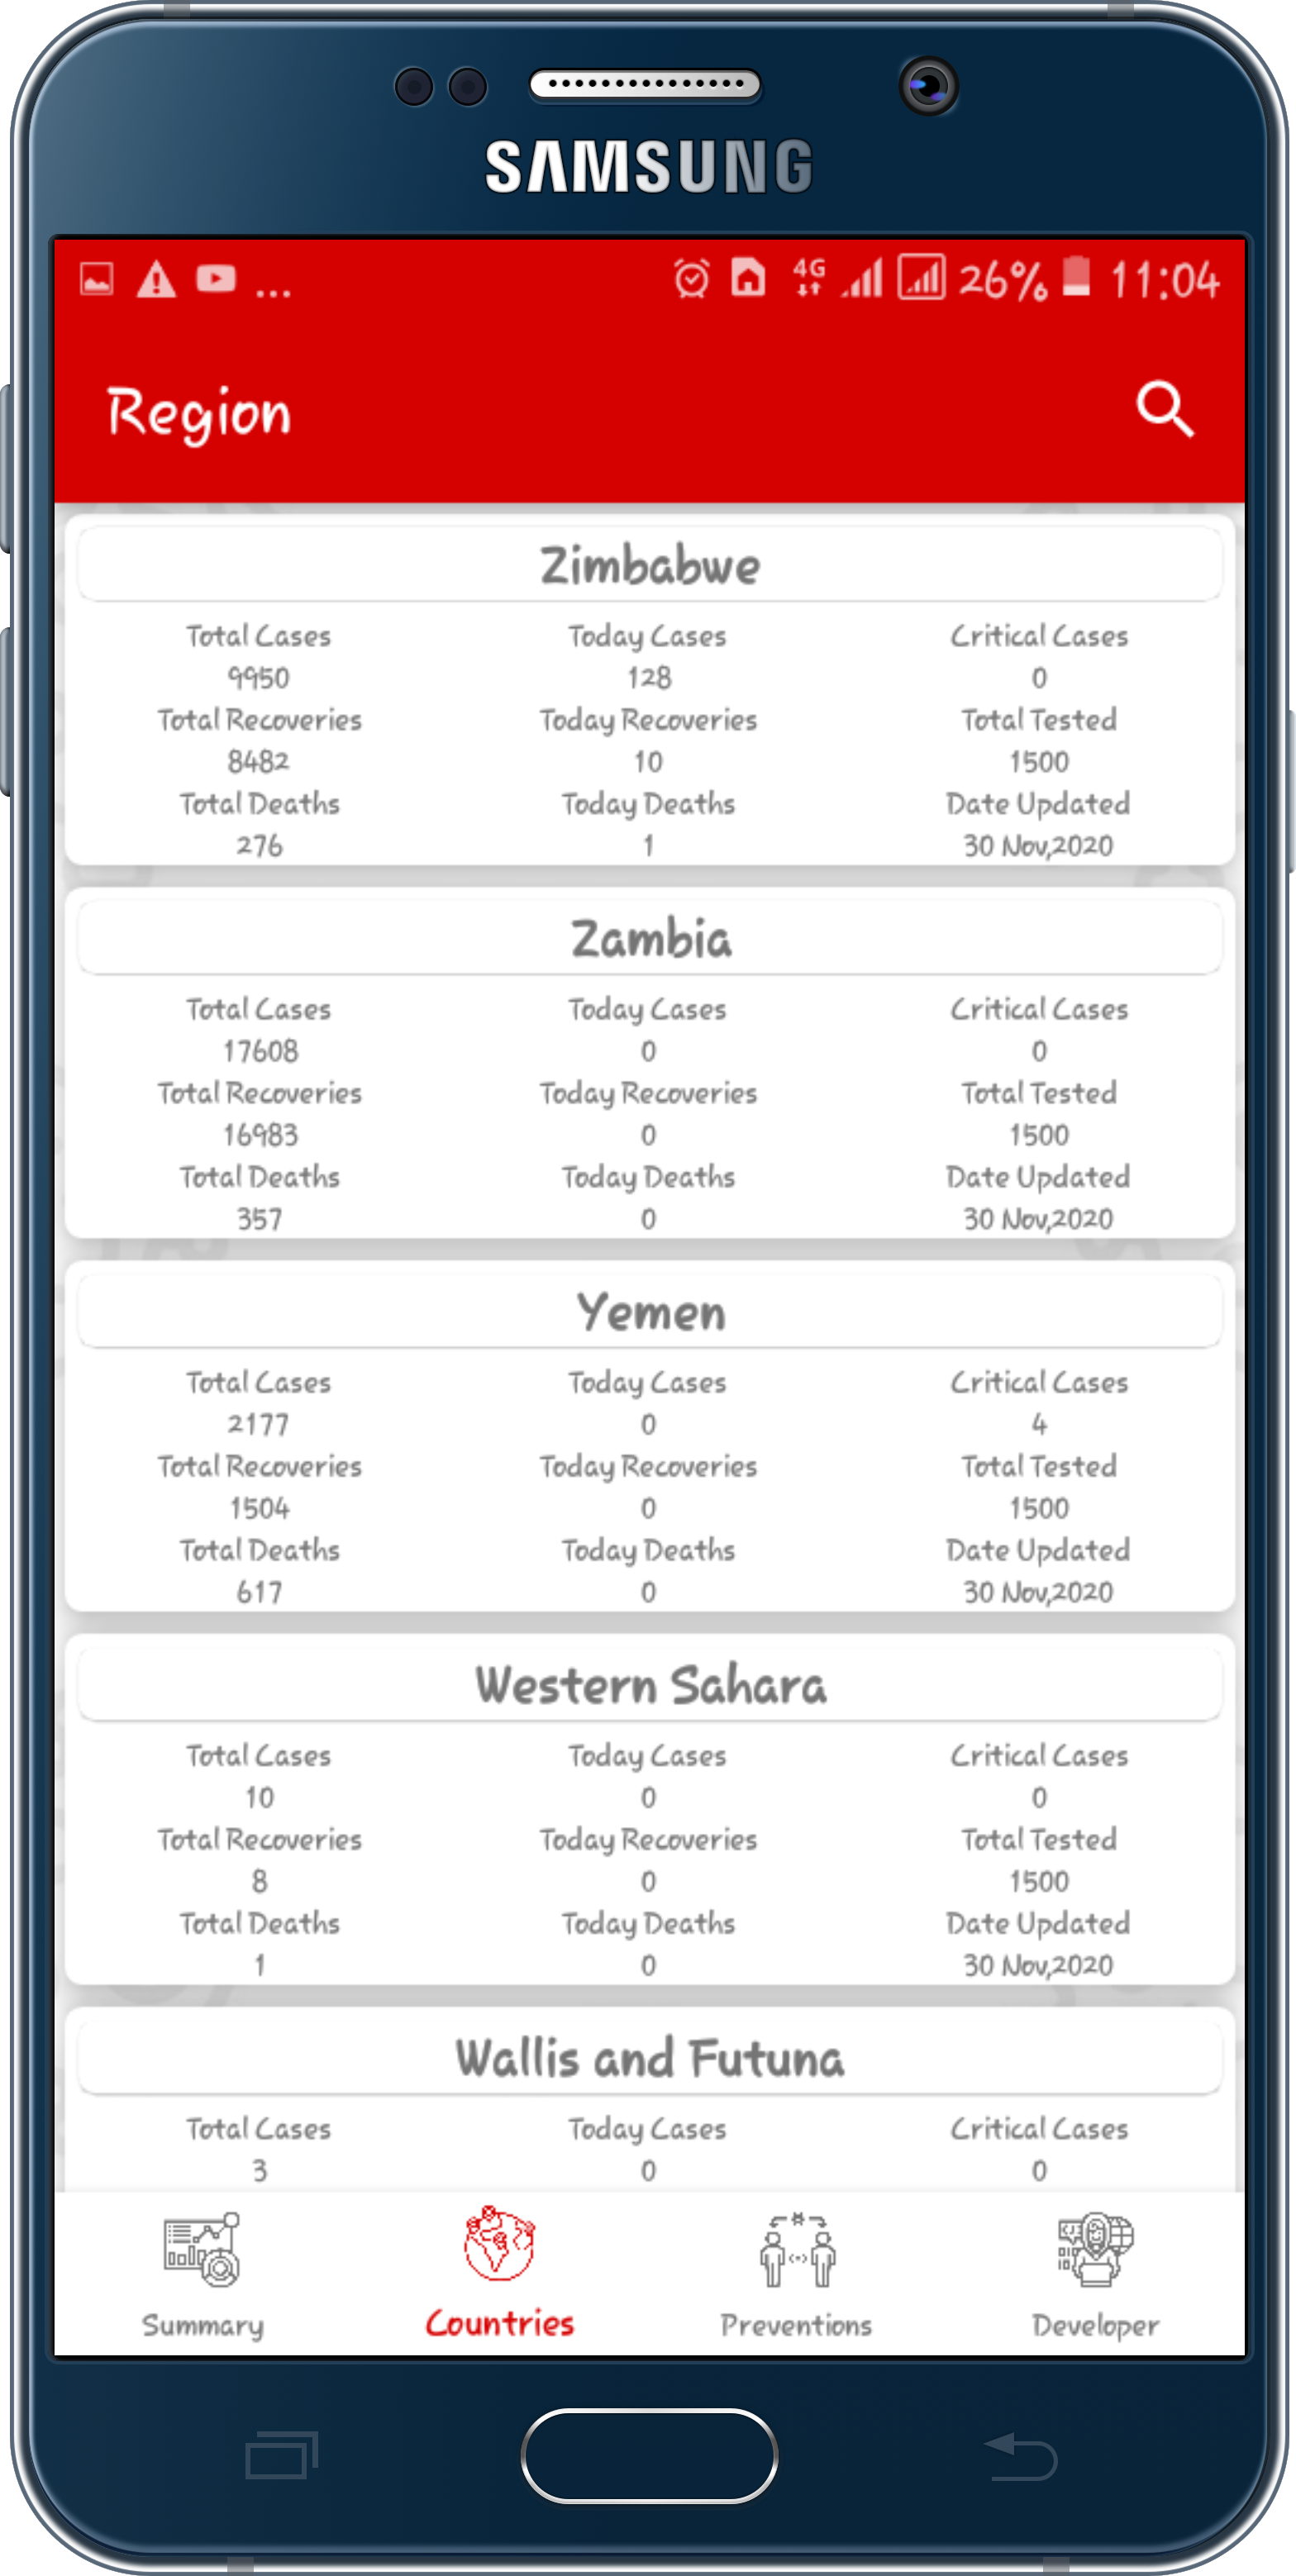 SAMSUNG
... 4G 26% 11:04
Region
Zimbabwe
Total Cases Today Cases Critical Cases
9950 128 0
Total Recoveries Today Recoveries Total Tested
8482 10 1500
Total Deaths Today Deaths Date Updated
276 1 30 Nov,2020
Zambia
Total Cases Today Cases Critical Cases
17608 0 0
Total Recoveries Today Recoveries Total Tested
16983 0 1500
Total Deaths Today Deaths Date Updated
357 0 30 Nov,2020
Yemen
Total Cases Today Cases Critical Cases
2177 0 4
Total Recoveries Today Recoveries Total Tested
1504 0 1500
Total Deaths Today Deaths Date Updated
617 0 30 Nov,2020
Western Sahara
Total Cases Today Cases Critical Cases
10 0 0
Total Recoveries Today Recoveries Total Tested
8 0 1500
Total Deaths Today Deaths Date Updated
1 0 30 Nov,2020
Wallis and Futuna
Total Cases Today Cases Critical Cases
3 0 0
Summary Countries Preventions Developer